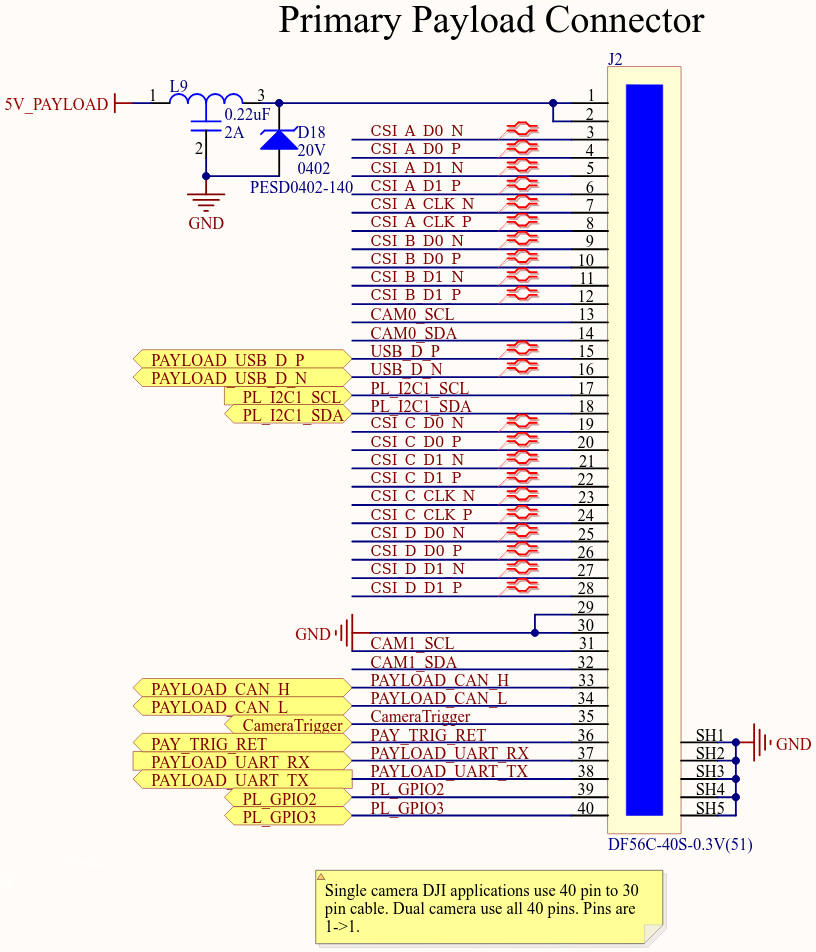 Primary Payload Connector
J2
5V_PAYLOAD
1
L9
3
0.22uF
2A
2
GND
D18
20V
0402
PESD0402-140
1
2
CSI_A_D0_N 3
CSI_A_D0_P 4
CSI_A_D1_N 5
CSI_A_D1_P 6
CSI_A_CLK_N 7
CSI_A_CLK_P 8
CSI_B_D0_N 9
CSI_B_D0_P 10
CSI_B_D1_N 11
CSI_B_D1_P 12
CAM0_SCL 13
CAM0_SDA 14
PAYLOAD_USB_D_P USB_D_P 15
PAYLOAD_USB_D_N USB_D_N 16
PL_I2C1_SCL PL_I2C1_SCL 17
PL_I2C1_SDA PL_I2C1_SDA 18
CSI_C_D0_N 19
CSI_C_D0_P 20
CSI_C_D1_N 21
CSI_C_D1_P 22
CSI_C_CLK_N 23
CSI_C_CLK_P 24
CSI_D_D0_N 25
CSI_D_D0_P 26
CSI_D_D1_N 27
CSI_D_D1_P 28
29
GND 30
CAM1_SCL 31
CAM1_SDA 32
PAYLOAD_CAN_H PAYLOAD_CAN_H 33
PAYLOAD_CAN_L PAYLOAD_CAN_L 34
CameraTrigger CameraTrigger 35
PAY_TRIG_RET PAY_TRIG_RET 36 SH1 GND
PAYLOAD_UART_RX PAYLOAD_UART_RX 37 SH2
PAYLOAD_UART_TX PAYLOAD_UART_TX 38 SH3
PL_GPIO2 PL_GPIO2 39 SH4
PL_GPIO3 PL_GPIO3 40 SH5
DF56C-40S-0.3V(51)
Single camera DJI applications use 40 pin to 30
pin cable. Dual camera use all 40 pins. Pins are
1->1.